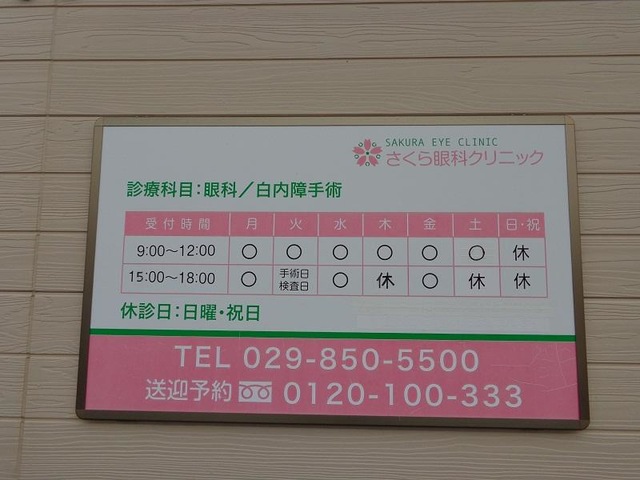 SAKURA EYE CLINIC
さくら眼科クリニック
診療科目：眼科／白内障手術
受付時間 月 火 水 木 金 土 日・祝
9:00～12:00 ○ ○ ○ ○ ○ ○ 休
15:00～18:00 ○ 手術日 検査日 ○ 休 ○ 休 休
休診日：日曜・祝日
TEL 029-850-5500
送迎予約 0120-100-333